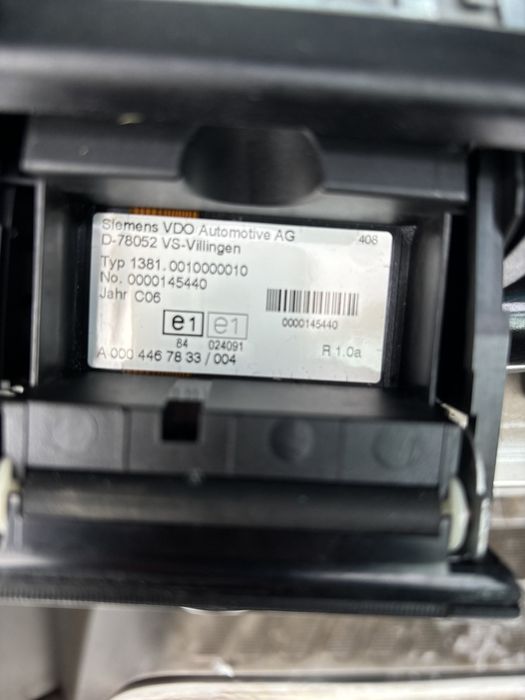 Siemens VDO Automotive AG 408
D-78052 VS-Villingen
Typ 1381.0010000010
No. 0000145440
Jahr C06
e1 e1
0000145440
84 024091
A 000 446 78 33 / 004 R 1.0a